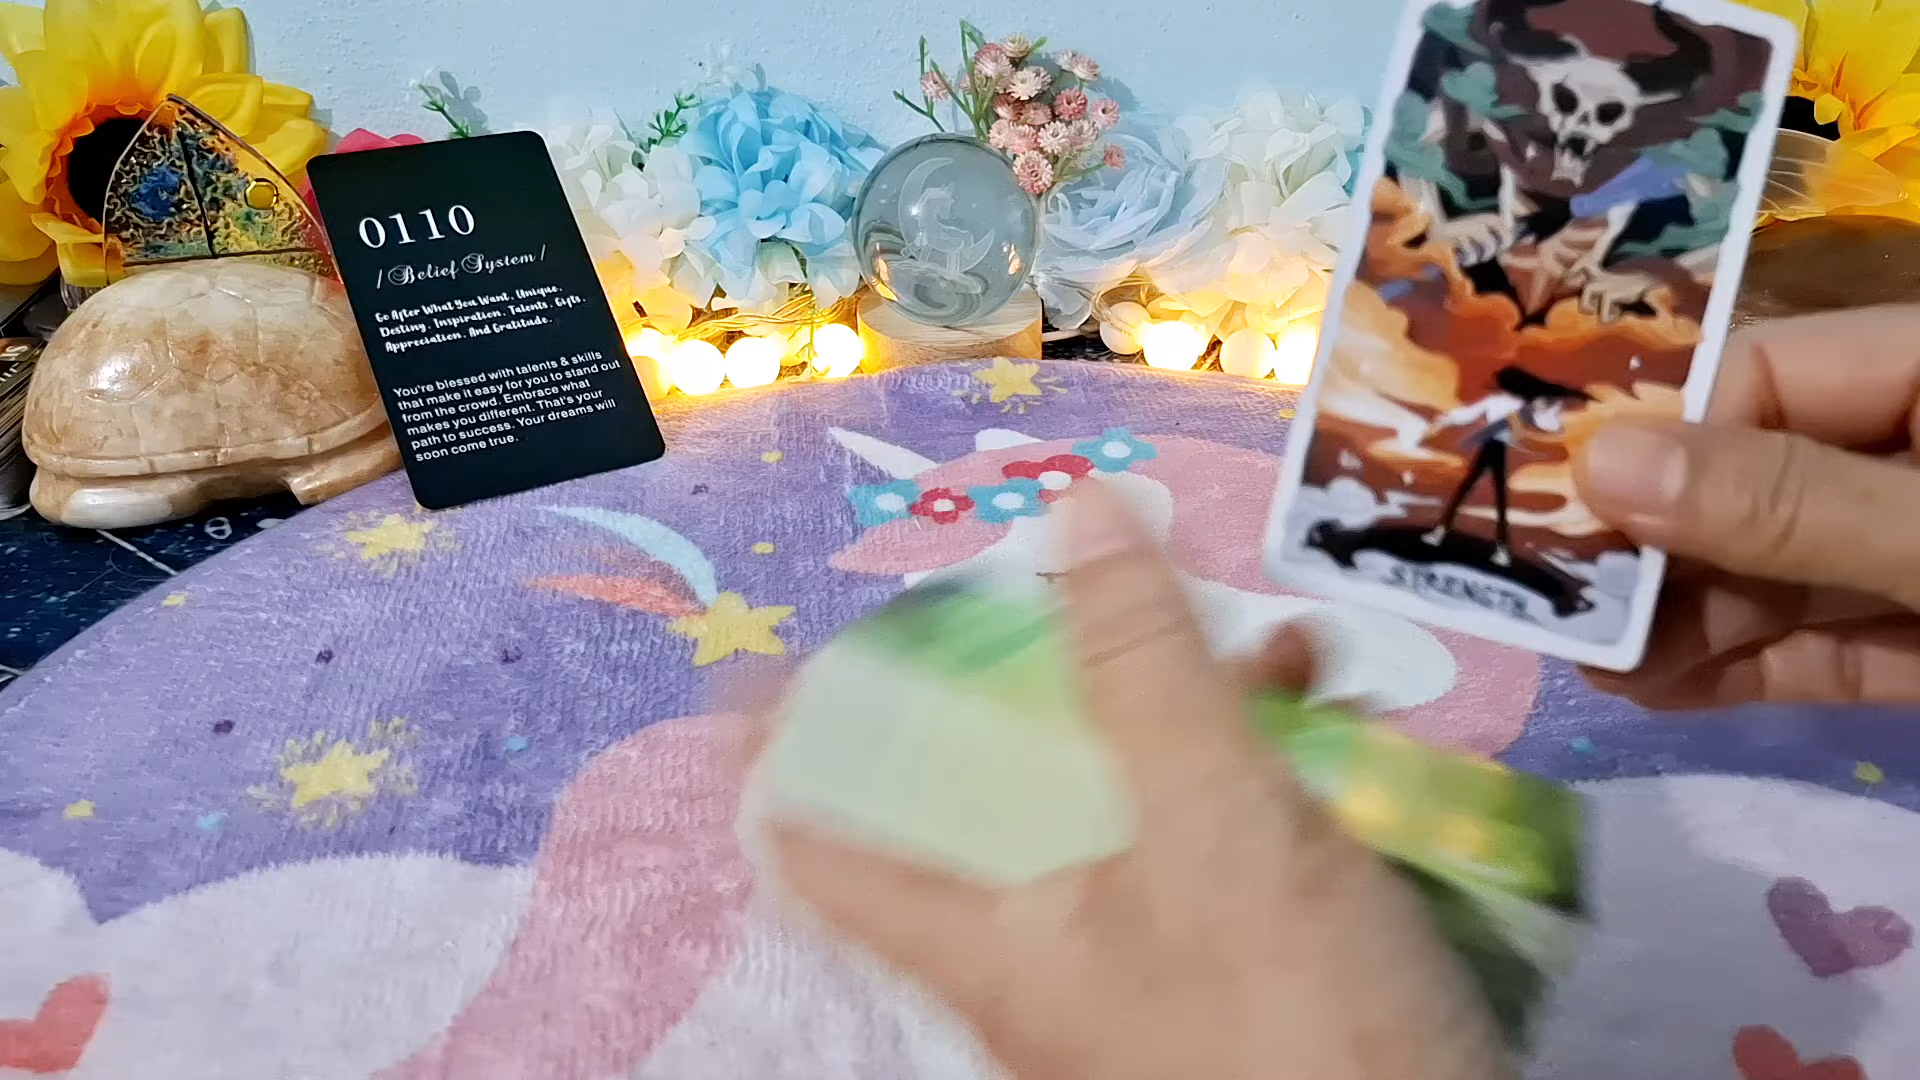 0110
/ Belief System /
Go After What You Want. Unique.
Destiny. Inspiration. Talents. Gifts.
Appreciation. And Gratitude.
You're blessed with talents & skills
that make it easy for you to stand out
from the crowd. Embrace what
makes you different. That's your
path to success. Your dreams will
soon come true.
STRENGTH